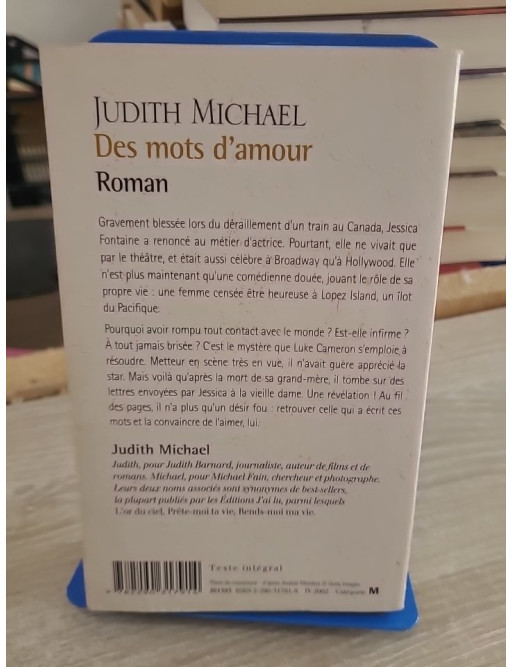 JUDITH MICHAEL
Des mots d'amour
Roman
Gravement blessée lors du déraillement d'un train au Canada, Jessica
Fontaine a renoncé au métier d'actrice. Pourtant, elle ne vivait que
par le théâtre, et était aussi célèbre à Broadway qu'à Hollywood. Elle
n'est plus maintenant qu'une comédienne douée, jouant le rôle de sa
propre vie : une femme censée être heureuse à Lopez Island, un îlot
du Pacifique.
Pourquoi avoir rompu tout contact avec le monde ? Est-elle infirme ?
À tout jamais brisée ? C'est le mystère que Luke Cameron s'emploie à
résoudre. Metteur en scène très en vue, il n'avait guère apprécié la
star. Mais voilà qu'après la mort de sa grand-mère, il tombe sur des
lettres envoyées par Jessica à la vieille dame. Une révélation ! Au fil
des pages, il n'a plus qu'un désir fou : retrouver celle qui a écrit ces
mots et la convaincre de l'aimer, lui.
Judith Michael
Judith, pour Judith Barnard, journaliste, auteur de films et de
romans. Michael, pour Michael Fain, chercheur et photographe.
Leurs deux noms associés sont synonymes de best-sellers,
la plupart publiés par les Éditions J'ai lu, parmi lesquels
L'or du ciel, Prête-moi ta vie, Rends-moi ma vie.
Texte intégral
IX-2002 Catégorie M